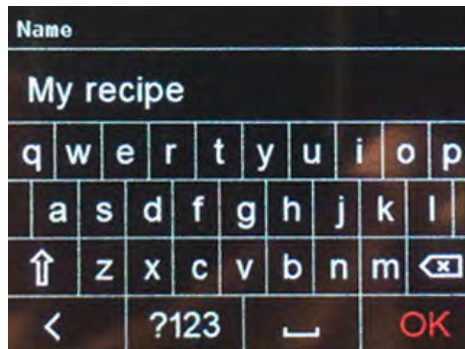 Name
My recipe
q w e r t y u i o p
a s d f g h j k l
z x c v b n m
< ?123 OK